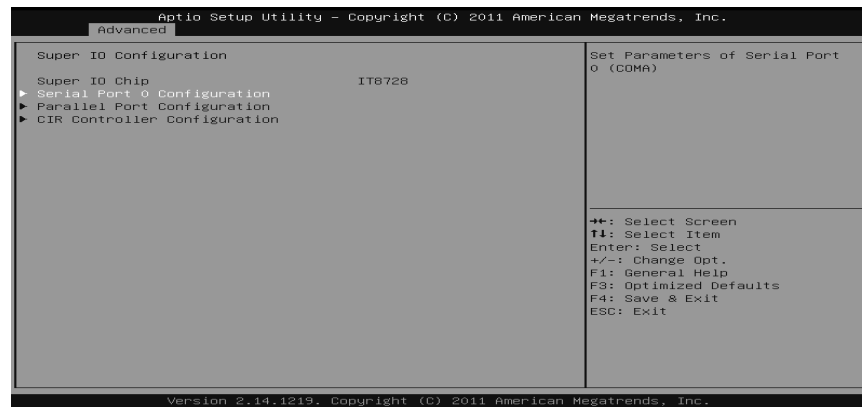 Aptio Setup Utility – Copyright (C) 2011 American Megatrends, Inc.
Advanced
Super IO Configuration
Super IO Chip IT8728
▶ Serial Port 0 Configuration
▶ Parallel Port Configuration
▶ CIR Controller Configuration
Set Parameters of Serial Port
0 (COMA)
→←: Select Screen
↑↓: Select Item
Enter: Select
+/-: Change Opt.
F1: General Help
F3: Optimized Defaults
F4: Save & Exit
ESC: Exit
Version 2.14.1219. Copyright (C) 2011 American Megatrends, Inc.